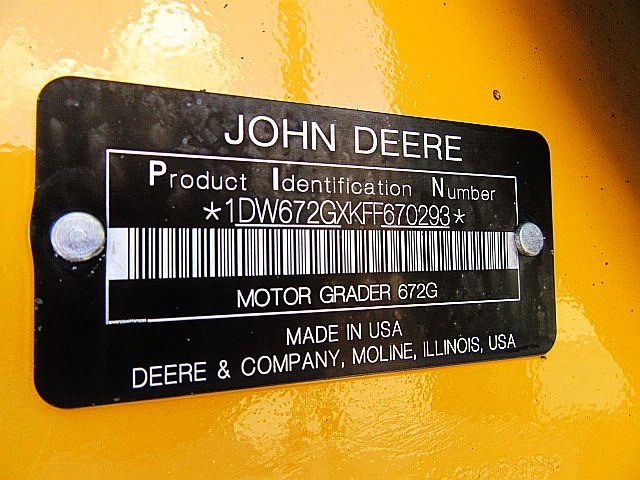 JOHN DEERE
Product Identification Number
*1DW672GXKFF670293*
MOTOR GRADER 672G
MADE IN USA
DEERE & COMPANY, MOLINE, ILLINOIS, USA